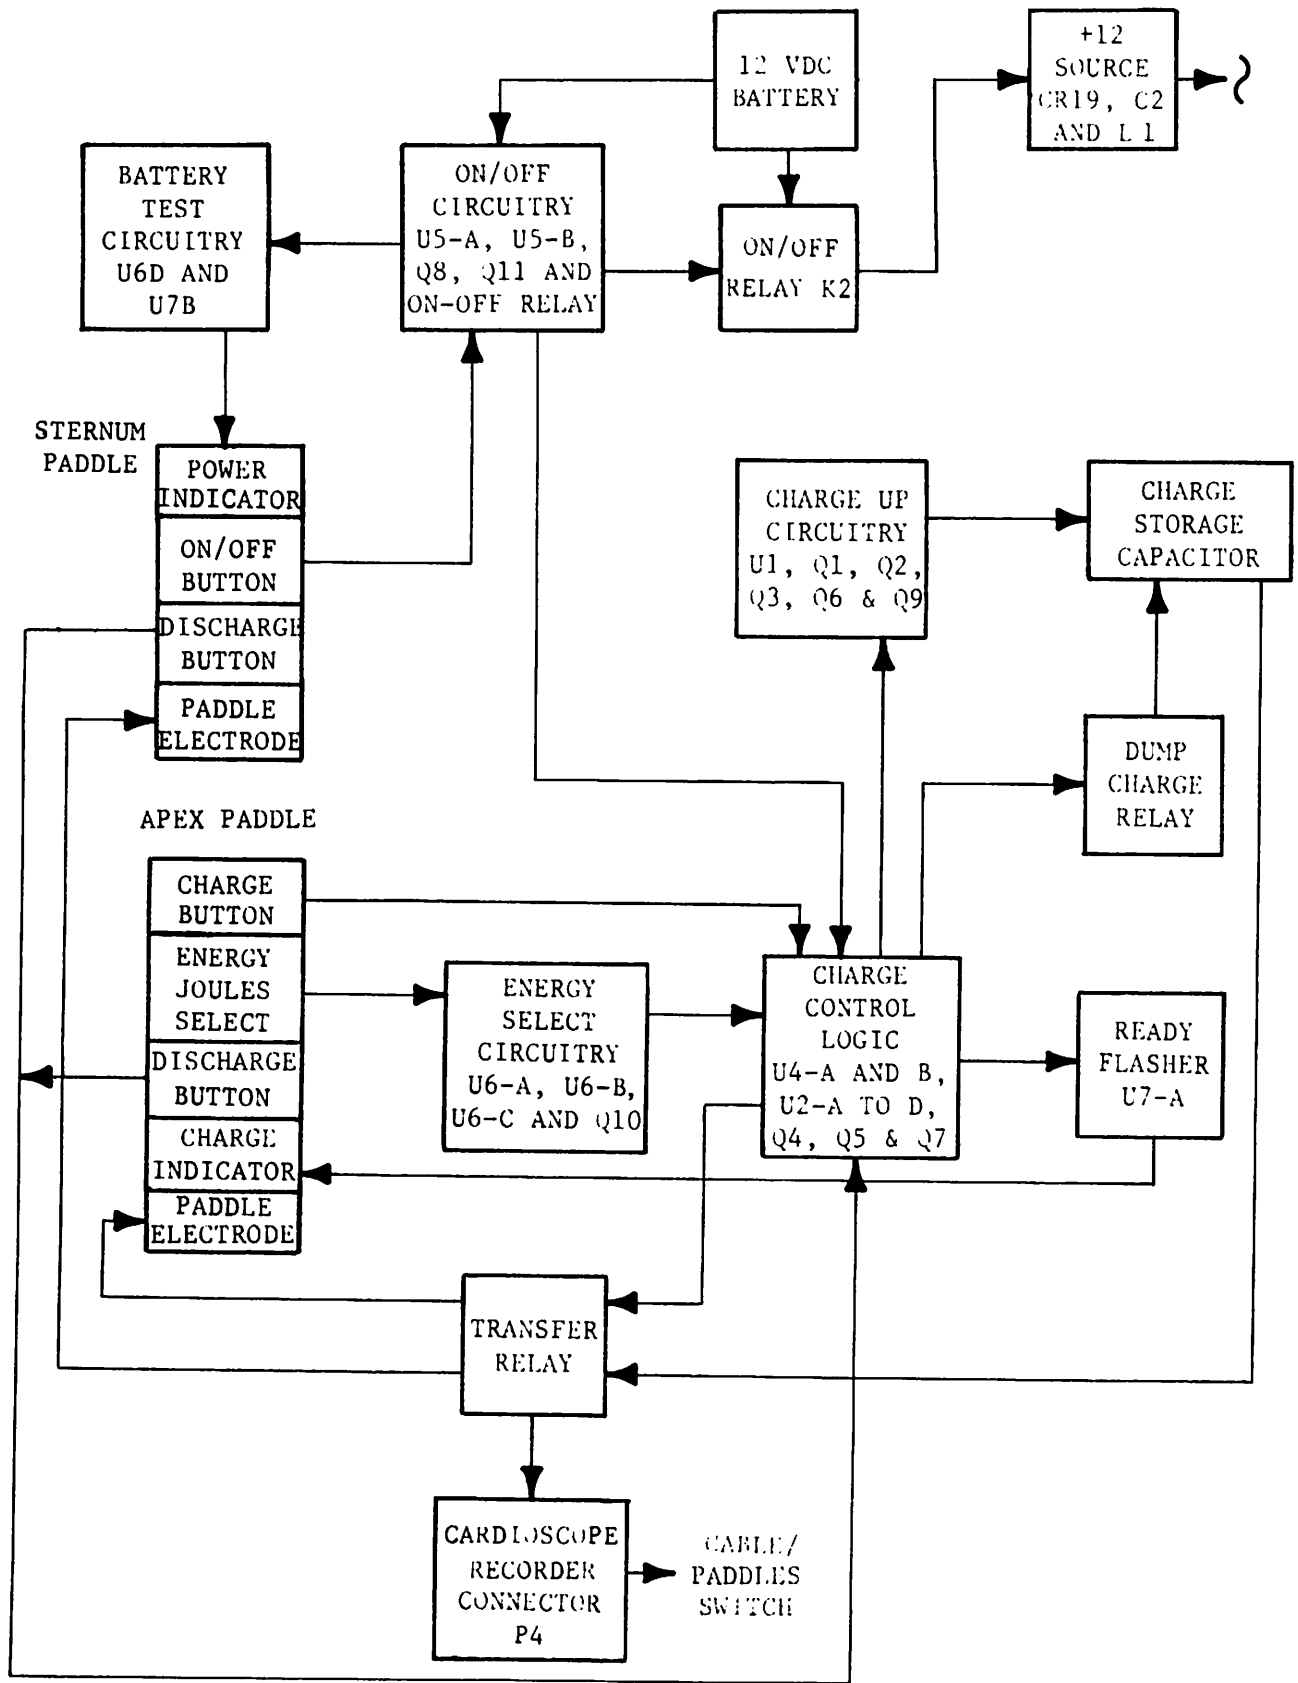 12 VDC
BATTERY
+12
SOURCE
CR19, C2
AND L1
BATTERY
TEST
CIRCUITRY
U6D AND
U7B
ON/OFF
CIRCUITRY
U5-A, U5-B,
Q8, Q11 AND
ON-OFF RELAY
ON/OFF
RELAY K2
STERNUM
PADDLE
POWER
INDICATOR
ON/OFF
BUTTON
DISCHARGE
BUTTON
PADDLE
ELECTRODE
CHARGE UP
CIRCUITRY
U1, Q1, Q2,
Q3, Q6 & Q9
CHARGE
STORAGE
CAPACITOR
DUMP
CHARGE
RELAY
APEX PADDLE
CHARGE
BUTTON
ENERGY
JOULES
SELECT
DISCHARGE
BUTTON
CHARGE
INDICATOR
PADDLE
ELECTRODE
ENERGY
SELECT
CIRCUITRY
U6-A, U6-B,
U6-C AND Q10
CHARGE
CONTROL
LOGIC
U4-A AND B,
U2-A TO D,
Q4, Q5 & Q7
READY
FLASHER
U7-A
TRANSFER
RELAY
CARDIOSCOPE
RECORDER
CONNECTOR
P4
CABLE/
PADDLES
SWITCH